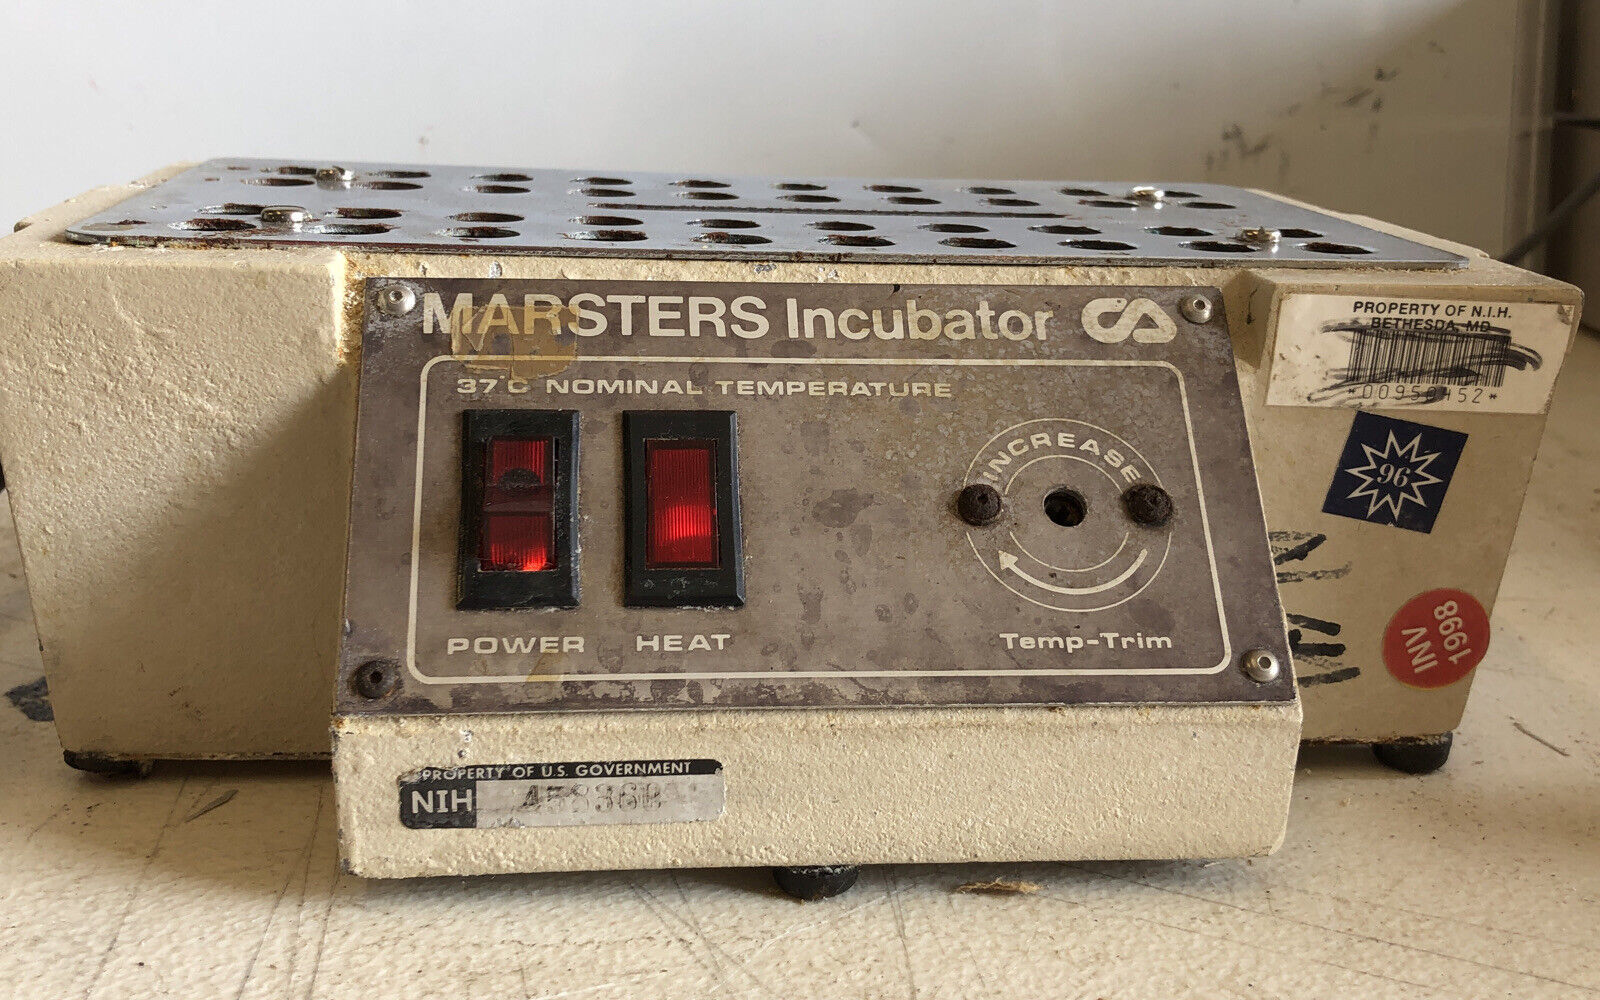 MARSTERS Incubator
37°C NOMINAL TEMPERATURE
INCREASE
POWER
HEAT
Temp-Trim
PROPERTY OF N.I.H.
BETHESDA, MD
96
INV
1998
PROPERTY OF U.S. GOVERNMENT
NIH